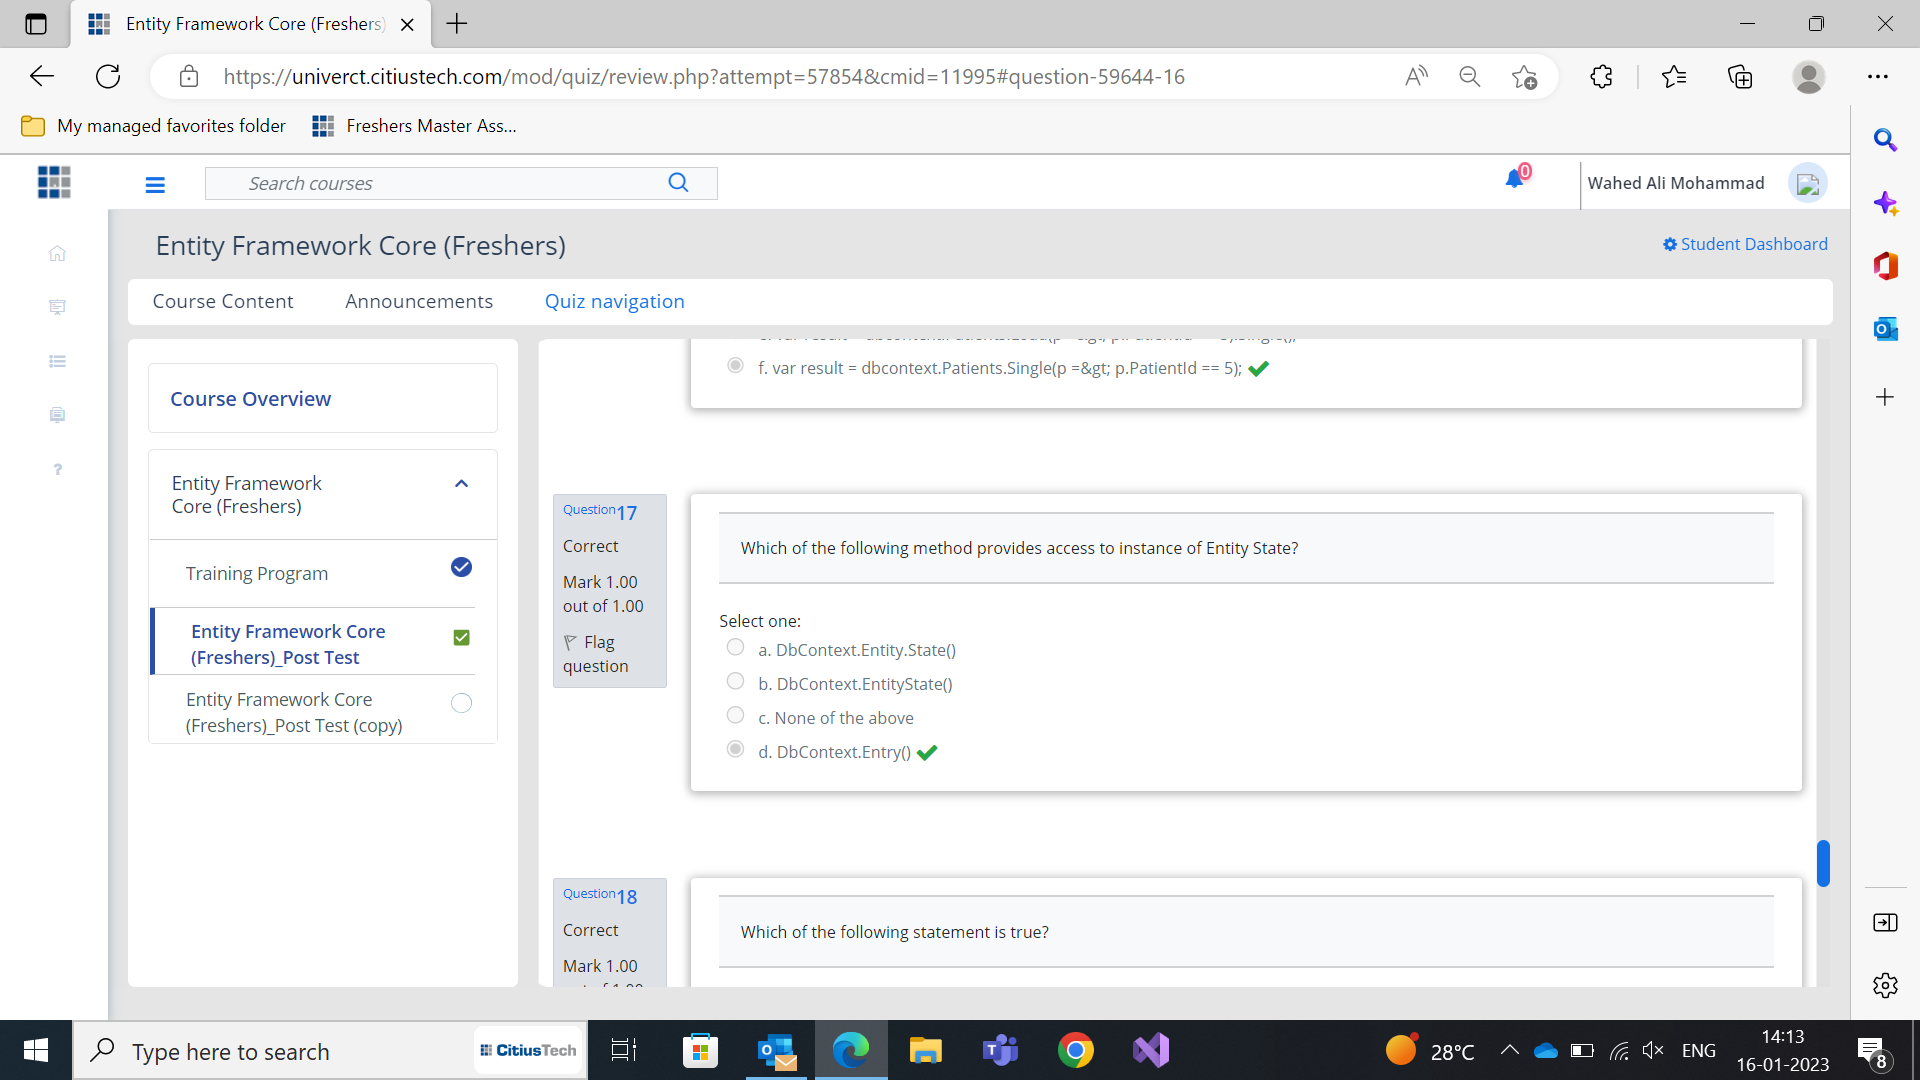 Entity Framework Core (Freshers)
https://univerct.citiustech.com/mod/quiz/review.php?attempt=57854&cmid=11995#question-59644-16
My managed favorites folder
Freshers Master Ass...
Search courses
0
Wahed Ali Mohammad
Entity Framework Core (Freshers)
Student Dashboard
Course Content
Announcements
Quiz navigation
Course Overview
Entity Framework
Core (Freshers)
Training Program
Entity Framework Core
(Freshers)_Post Test
Entity Framework Core
(Freshers)_Post Test (copy)
f. var result = dbcontext.Patients.Single(p =&gt; p.PatientId == 5);
Question 17
Correct
Mark 1.00
out of 1.00
Flag
question
Which of the following method provides access to instance of Entity State?
Select one:
a. DbContext.Entity.State()
b. DbContext.EntityState()
c. None of the above
d. DbContext.Entry()
Question 18
Correct
Mark 1.00
Which of the following statement is true?
Type here to search
CitiusTech
28°C
ENG
14:13
16-01-2023
8